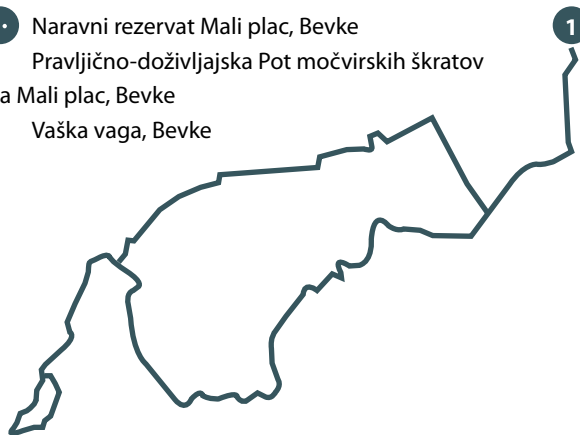 Naravni rezervat Mali plac, Bevke
Pravljično-doživljajska Pot močvirskih škratov
a Mali plac, Bevke
Vaška vaga, Bevke
1